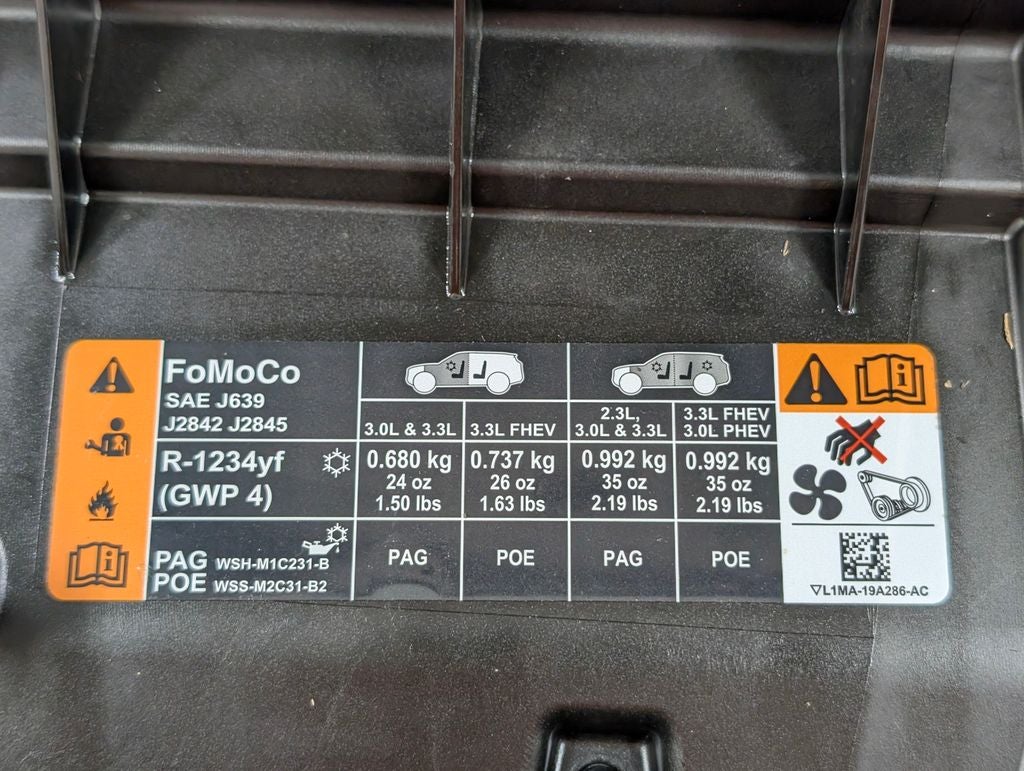 FoMoCo
SAE J639
J2842 J2845
3.0L & 3.3L
3.3L FHEV
2.3L,
3.0L & 3.3L
3.3L FHEV
3.0L PHEV
R-1234yf
(GWP 4)
0.680 kg
24 oz
1.50 lbs
0.737 kg
26 oz
1.63 lbs
0.992 kg
35 oz
2.19 lbs
0.992 kg
35 oz
2.19 lbs
PAG WSH-M1C231-B
POE WSS-M2C31-B2
PAG
POE
PAG
POE
▽L1MA-19A286-AC